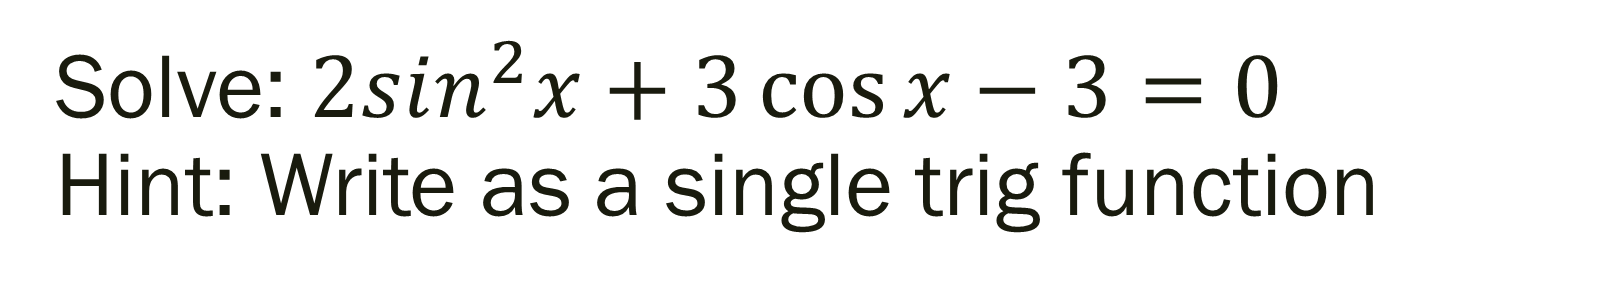 Solve: 2sin²x + 3 cos x − 3 = 0
Hint: Write as a single trig function